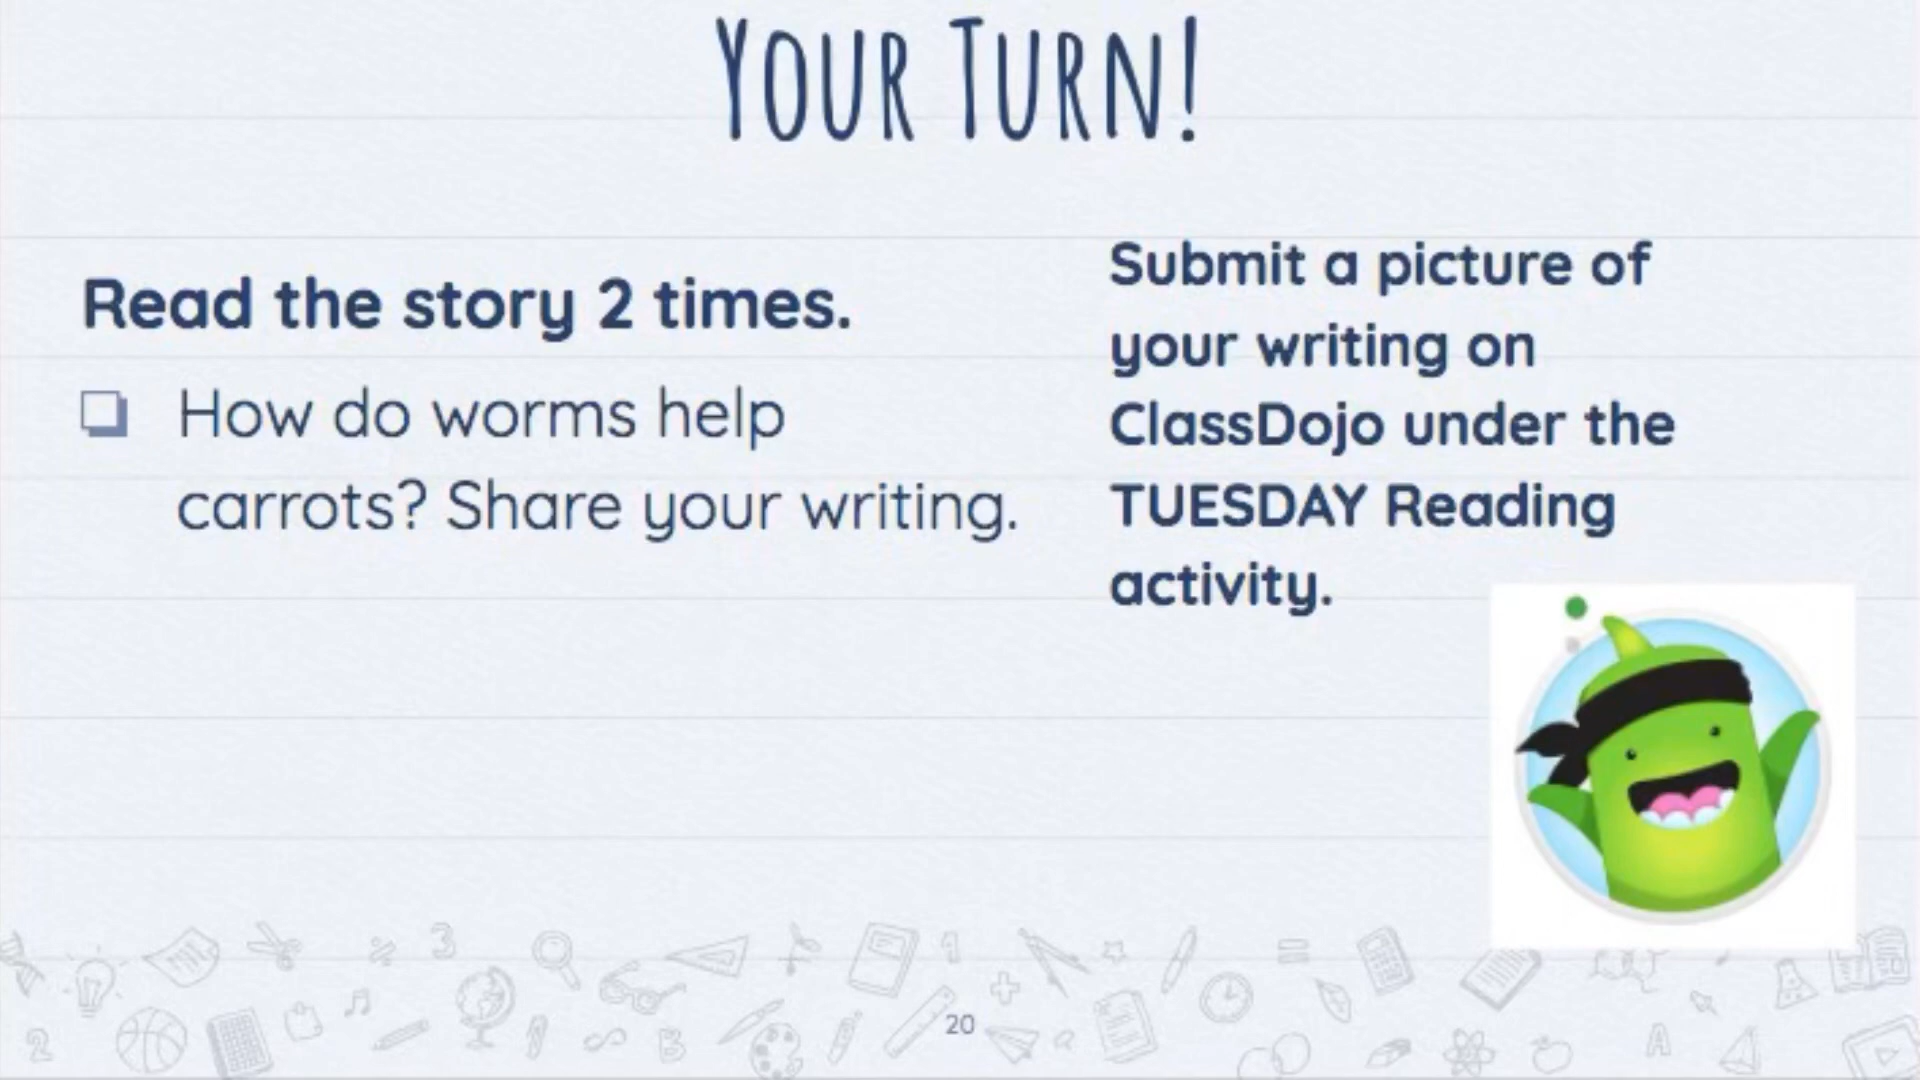 YOUR TURN!
Read the story 2 times.
How do worms help
carrots? Share your writing.
Submit a picture of
your writing on
ClassDojo under the
TUESDAY Reading
activity.
20